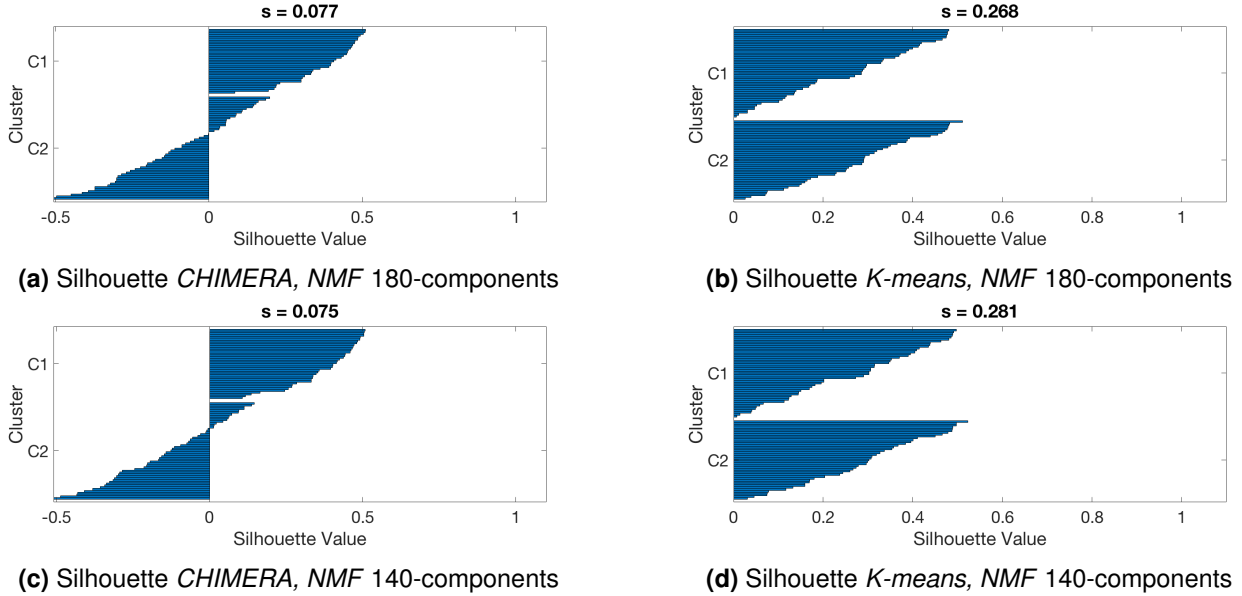 s = 0.077
Cluster
C1
C2
-0.5 0 0.5 1
Silhouette Value
(a) Silhouette CHIMERA, NMF 180-components
s = 0.268
Cluster
C1
C2
0 0.2 0.4 0.6 0.8 1
Silhouette Value
(b) Silhouette K-means, NMF 180-components
s = 0.075
Cluster
C1
C2
-0.5 0 0.5 1
Silhouette Value
(c) Silhouette CHIMERA, NMF 140-components
s = 0.281
Cluster
C1
C2
0 0.2 0.4 0.6 0.8 1
Silhouette Value
(d) Silhouette K-means, NMF 140-components